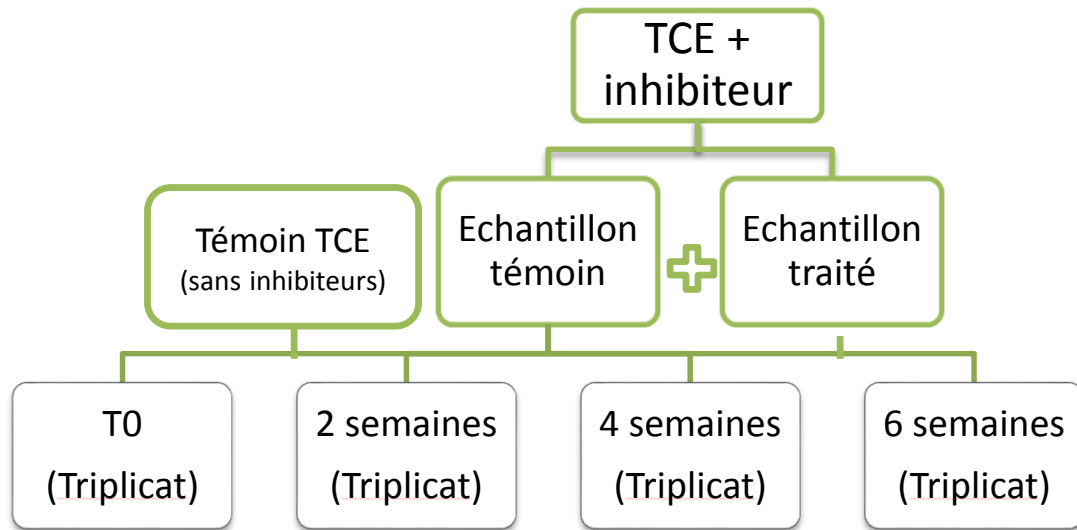 TCE +
inhibiteur
Témoin TCE
(sans inhibiteurs)
Echantillon
témoin
Echantillon
traité
T0
(Triplicat)
2 semaines
(Triplicat)
4 semaines
(Triplicat)
6 semaines
(Triplicat)